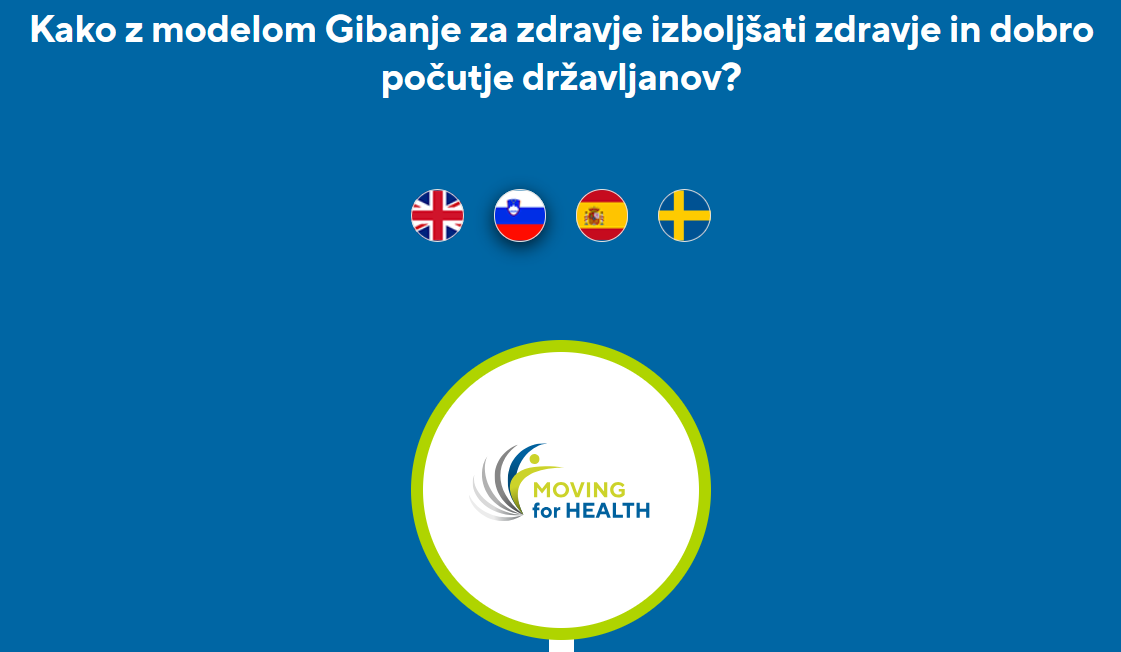 Kako z modelom Gibanje za zdravje izboljšati zdravje in dobro
počutje državljanov?
MOVING
for HEALTH